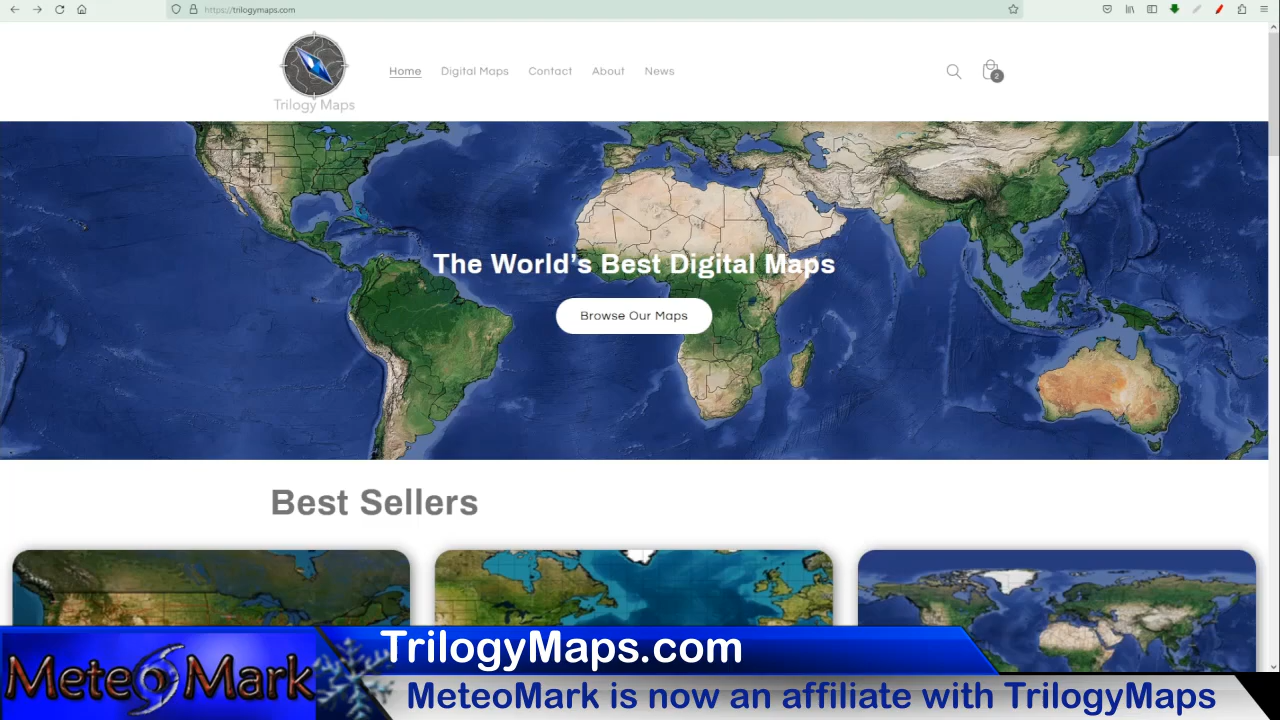 https://trilogymaps.com
Trilogy Maps
Home
Digital Maps
Contact
About
News
2
The World's Best Digital Maps
Browse Our Maps
Best Sellers
MeteoMark
TrilogyMaps.com
MeteoMark is now an affiliate with TrilogyMaps